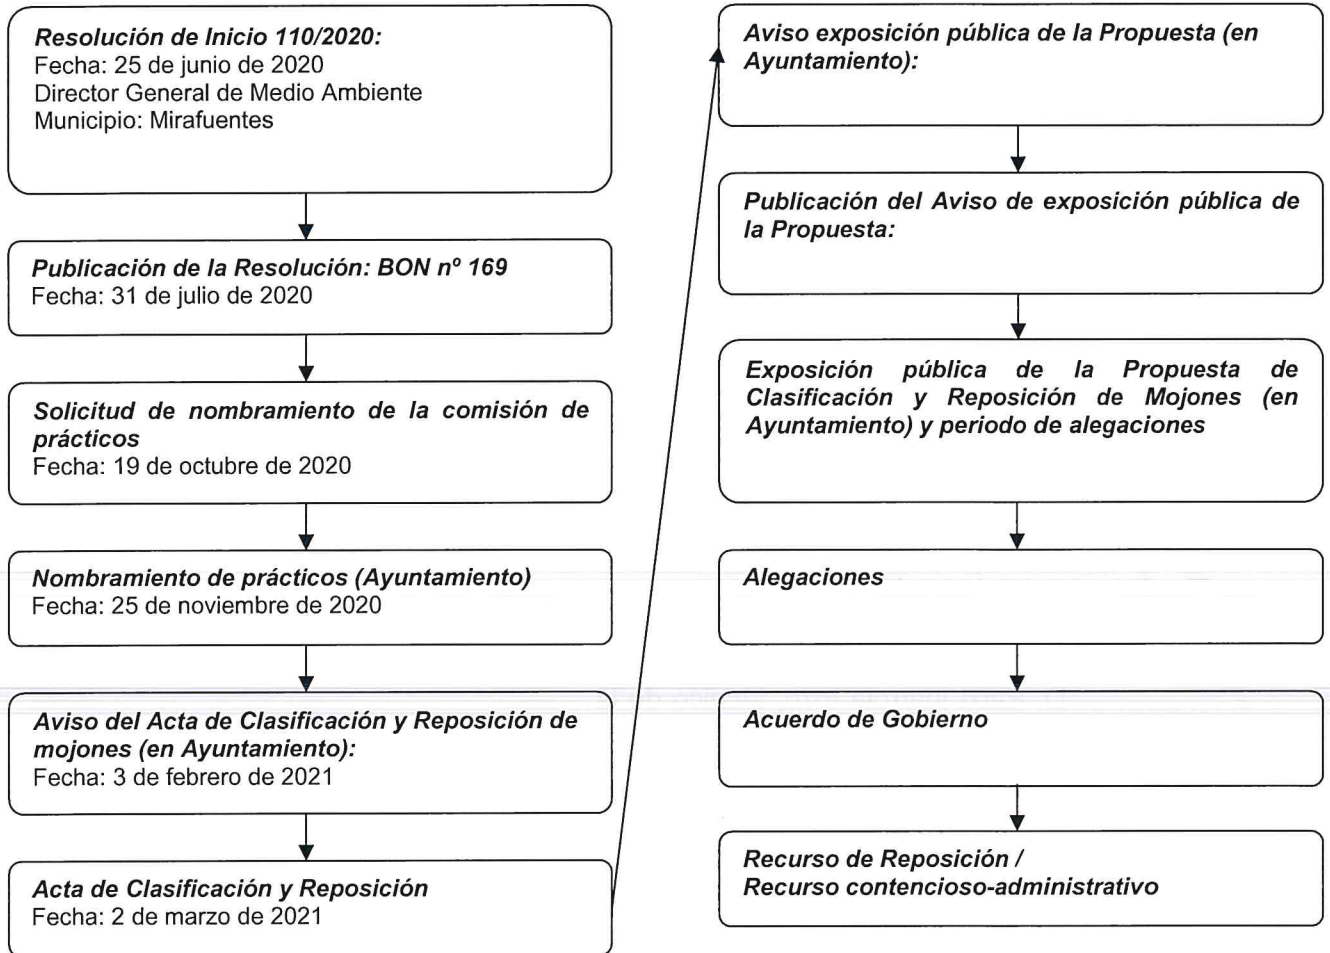 Resolución de Inicio 110/2020:
Fecha: 25 de junio de 2020
Director General de Medio Ambiente
Municipio: Mirafuentes
Publicación de la Resolución: BON nº 169
Fecha: 31 de julio de 2020
Solicitud de nombramiento de la comisión de
prácticos
Fecha: 19 de octubre de 2020
Nombramiento de prácticos (Ayuntamiento)
Fecha: 25 de noviembre de 2020
Aviso del Acta de Clasificación y Reposición de
mojones (en Ayuntamiento):
Fecha: 3 de febrero de 2021
Acta de Clasificación y Reposición
Fecha: 2 de marzo de 2021
Aviso exposición pública de la Propuesta (en
Ayuntamiento):
Publicación del Aviso de exposición pública de
la Propuesta:
Exposición pública de la Propuesta de
Clasificación y Reposición de Mojones (en
Ayuntamiento) y periodo de alegaciones
Alegaciones
Acuerdo de Gobierno
Recurso de Reposición /
Recurso contencioso-administrativo